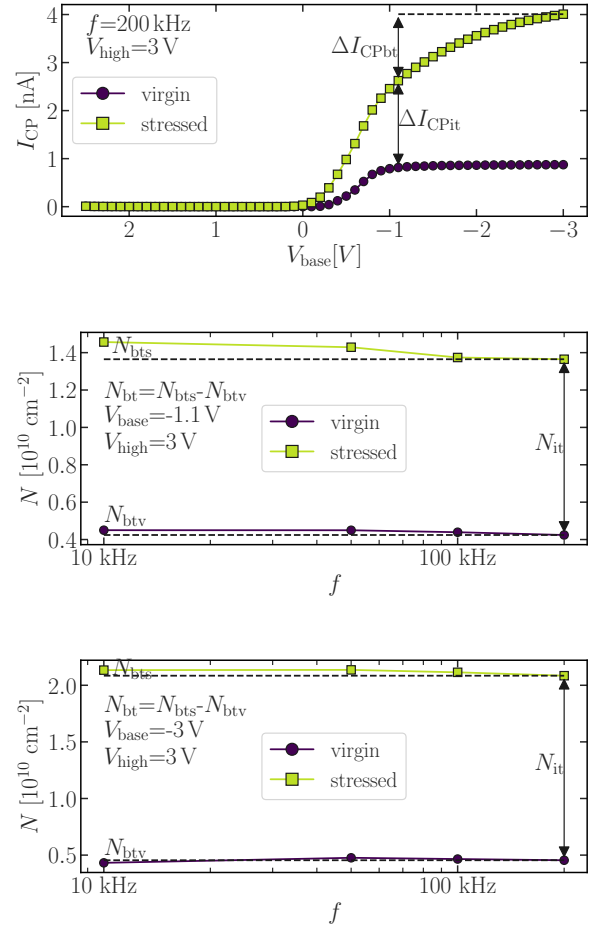 4
3
2
1
0
I_CP [nA]
f=200 kHz
V_high=3 V
virgin
stressed
ΔI_CPbt
ΔI_CPit
2
1
0
−1
−2
−3
V_base[V]
1.4
1.2
1.0
0.8
0.6
0.4
N [10^10 cm^−2]
N_bts
N_bt=N_bts-N_btv
V_base=-1.1 V
V_high=3 V
virgin
stressed
N_it
N_btv
10 kHz
100 kHz
f
2.0
1.5
1.0
0.5
N [10^10 cm^−2]
N_bts
N_bt=N_bts-N_btv
V_base=-3 V
V_high=3 V
virgin
stressed
N_it
N_btv
10 kHz
100 kHz
f